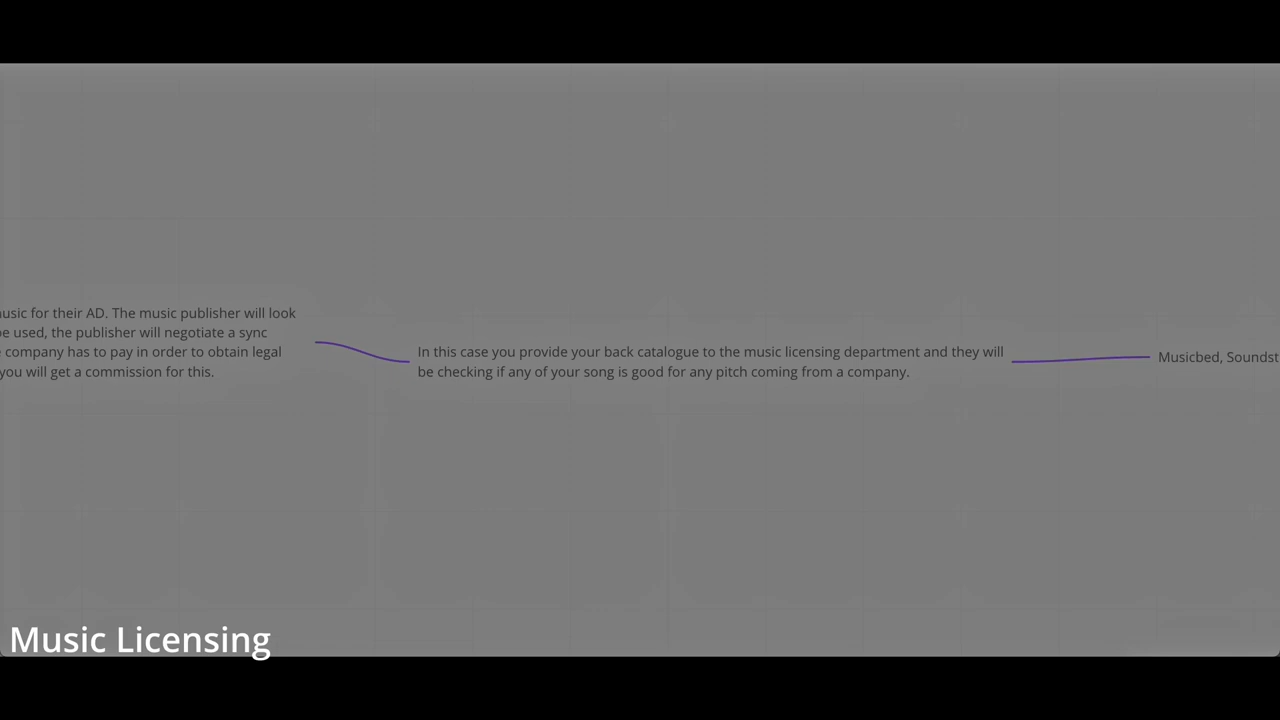 music for their AD. The music publisher will look
be used, the publisher will negotiate a sync
company has to pay in order to obtain legal
you will get a commission for this.
In this case you provide your back catalogue to the music licensing department and they will
be checking if any of your song is good for any pitch coming from a company.
Musicbed, Soundst
Music Licensing